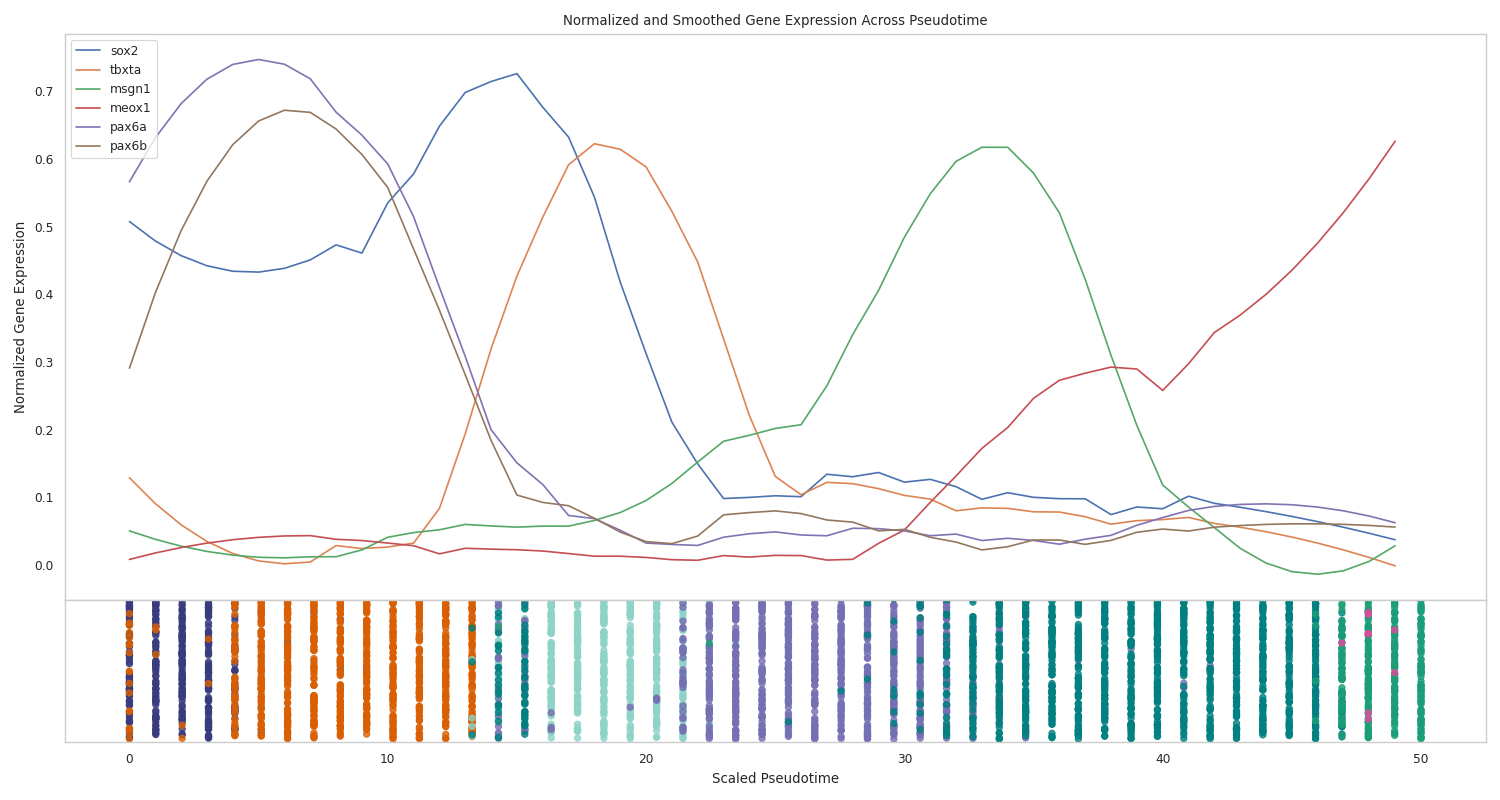 Normalized and Smoothed Gene Expression Across Pseudotime
sox2
tbxta
msgn1
meox1
pax6a
pax6b
Normalized Gene Expression
0.7
0.6
0.5
0.4
0.3
0.2
0.1
0.0
0 10 20 30 40 50
Scaled Pseudotime